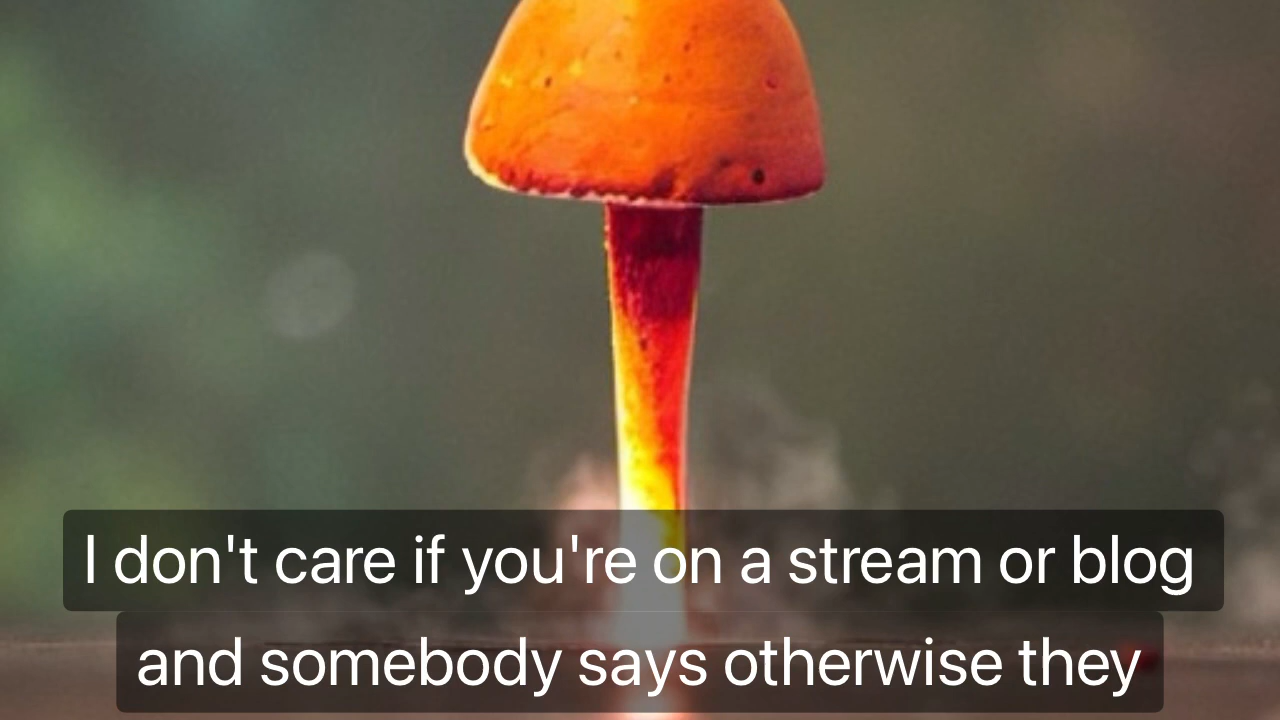 I don't care if you're on a stream or blog
and somebody says otherwise they